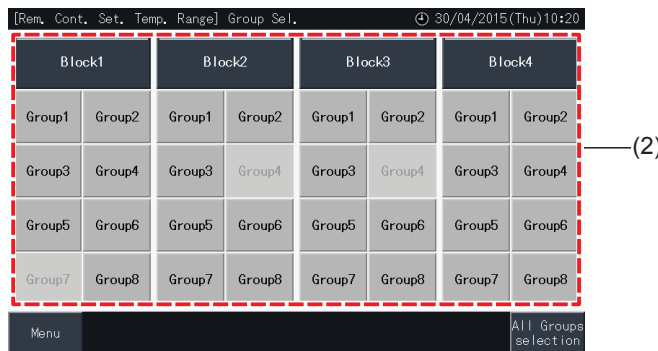 [Rem. Cont. Set. Temp. Range] Group Sel. 30/04/2015(Thu)10:20
Block1 Block2 Block3 Block4
Group1 Group2 Group1 Group2 Group1 Group2 Group1 Group2
Group3 Group4 Group3 Group4 Group3 Group4 Group3 Group4
(2)
Group5 Group6 Group5 Group6 Group5 Group6 Group5 Group6
Group7 Group8 Group7 Group8 Group7 Group8 Group7 Group8
Menu
All Groups
selection